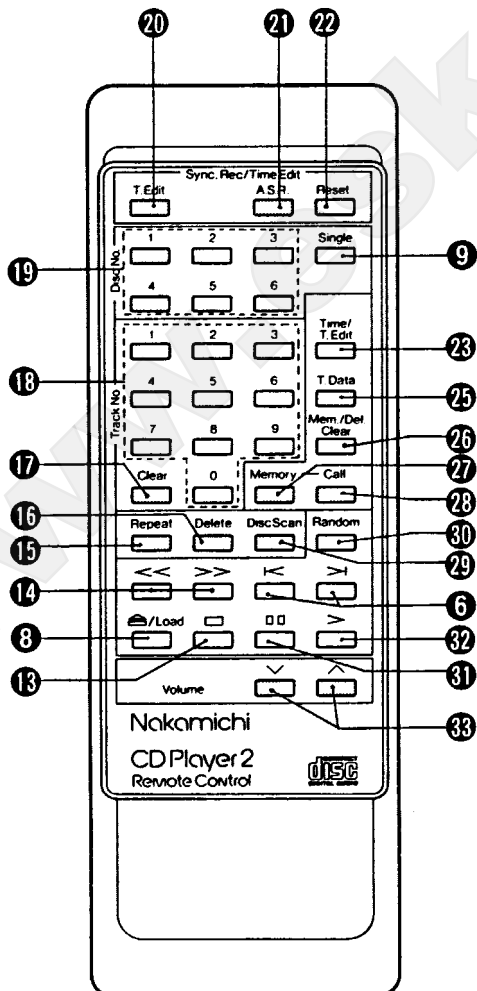 20 21 22
Sync. Rec/Time Edit
T.Edit A.S.R. Reset
19 Disc No. 1 2 3 Single 9
4 5 6
18 Track No. 1 2 3 Time/
T.Edit 23
4 5 6 T.Data 25
7 8 9 Mem./Del.
Clear 26
17 Clear 0 Memory Call 27
28
16
15 Repeat Delete DiscScan Random 30
29
14 << >> |< >| 6
8 /Load > 32
13 31
Volume 33
Nakamichi
CD Player 2
Remote Control
disc
DIGITAL AUDIO